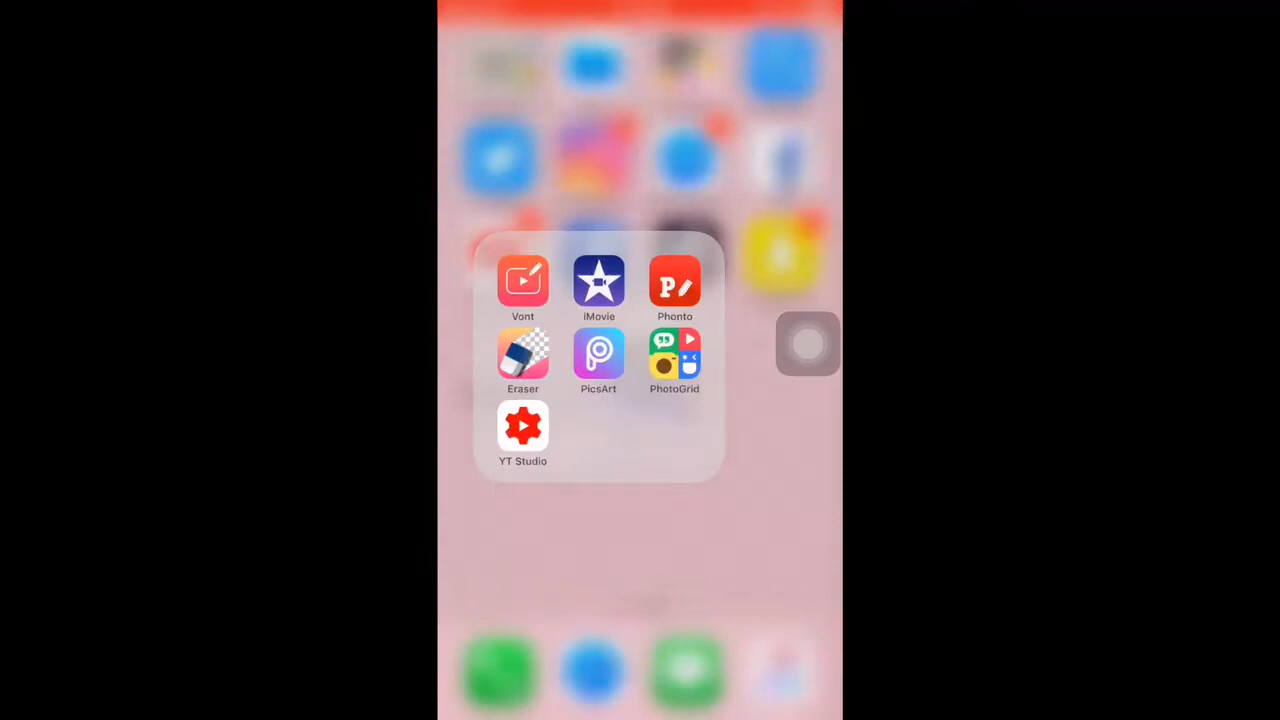 Vont
iMovie
Phonto
Eraser
PicsArt
PhotoGrid
YT Studio